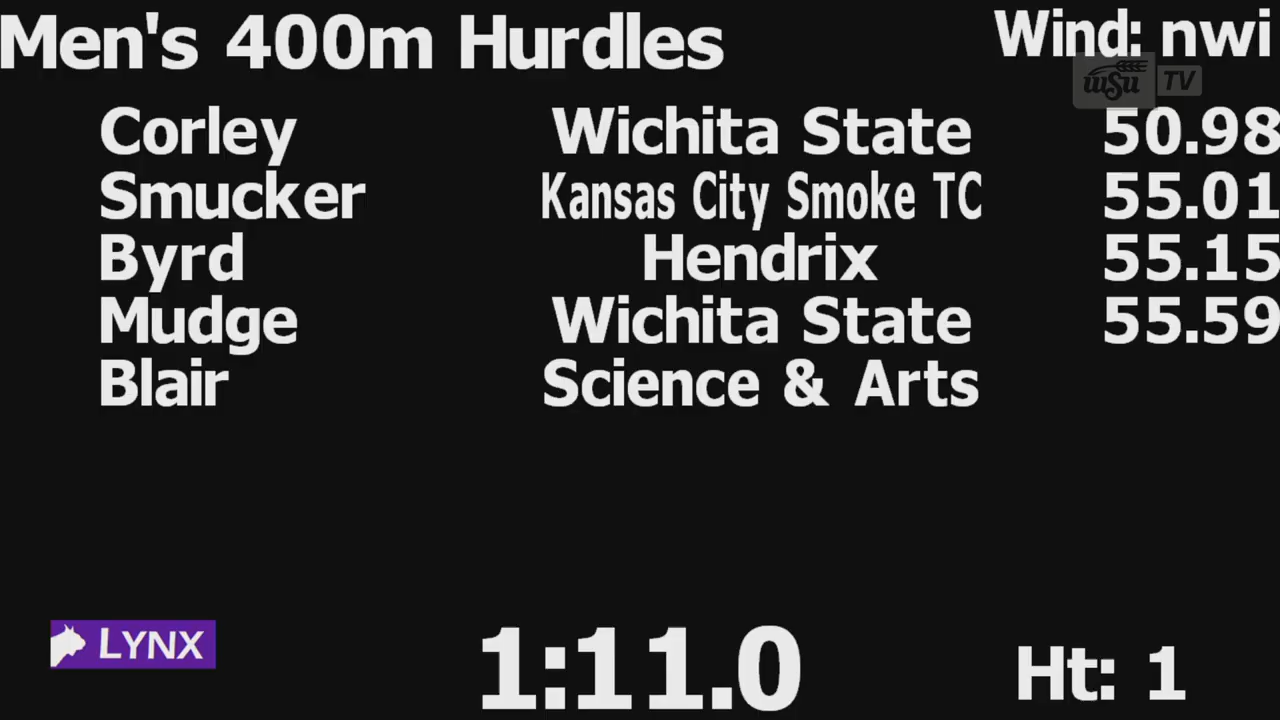 Men's 400m Hurdles Wind: nwi
WSU TV
Corley Wichita State 50.98
Smucker Kansas City Smoke TC 55.01
Byrd Hendrix 55.15
Mudge Wichita State 55.59
Blair Science & Arts
LYNX 1:11.0 Ht: 1